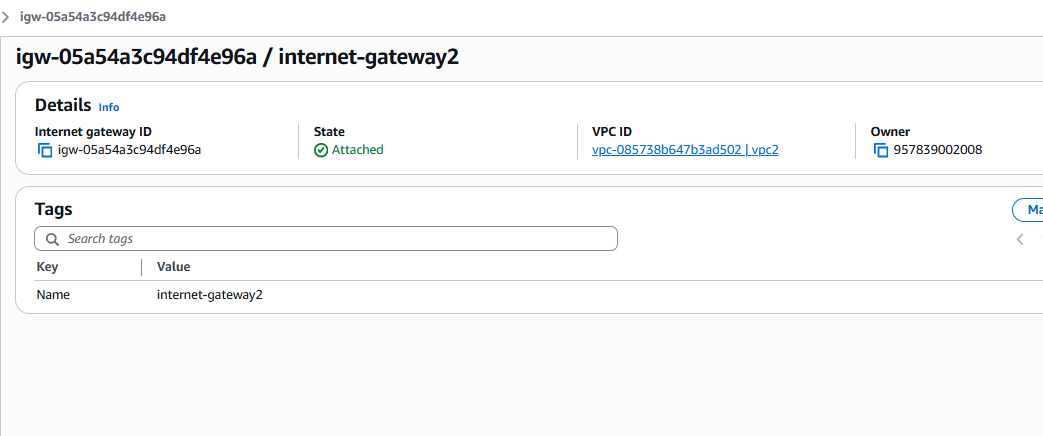 igw-05a54a3c94df4e96a
igw-05a54a3c94df4e96a / internet-gateway2
Details Info
Internet gateway ID
igw-05a54a3c94df4e96a
State
Attached
VPC ID
vpc-085738b647b3ad502 | vpc2
Owner
957839002008
Tags
Ma
Search tags
Key Value
Name internet-gateway2